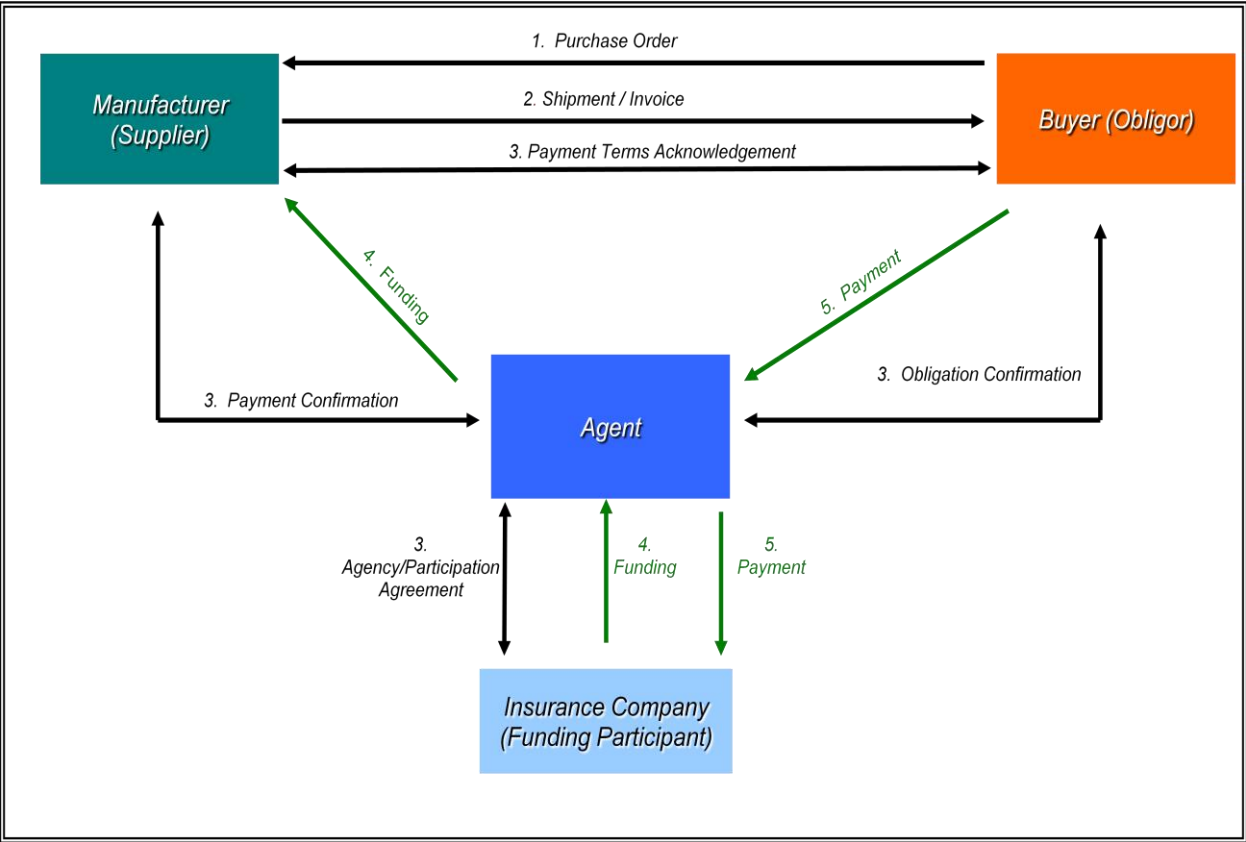 1. Purchase Order
Manufacturer
(Supplier)
2. Shipment / Invoice
Buyer (Obligor)
3. Payment Terms Acknowledgement
4. Funding
5. Payment
3. Payment Confirmation
3. Obligation Confirmation
Agent
3.
Agency/Participation
Agreement
4.
Funding
5.
Payment
Insurance Company
(Funding Participant)